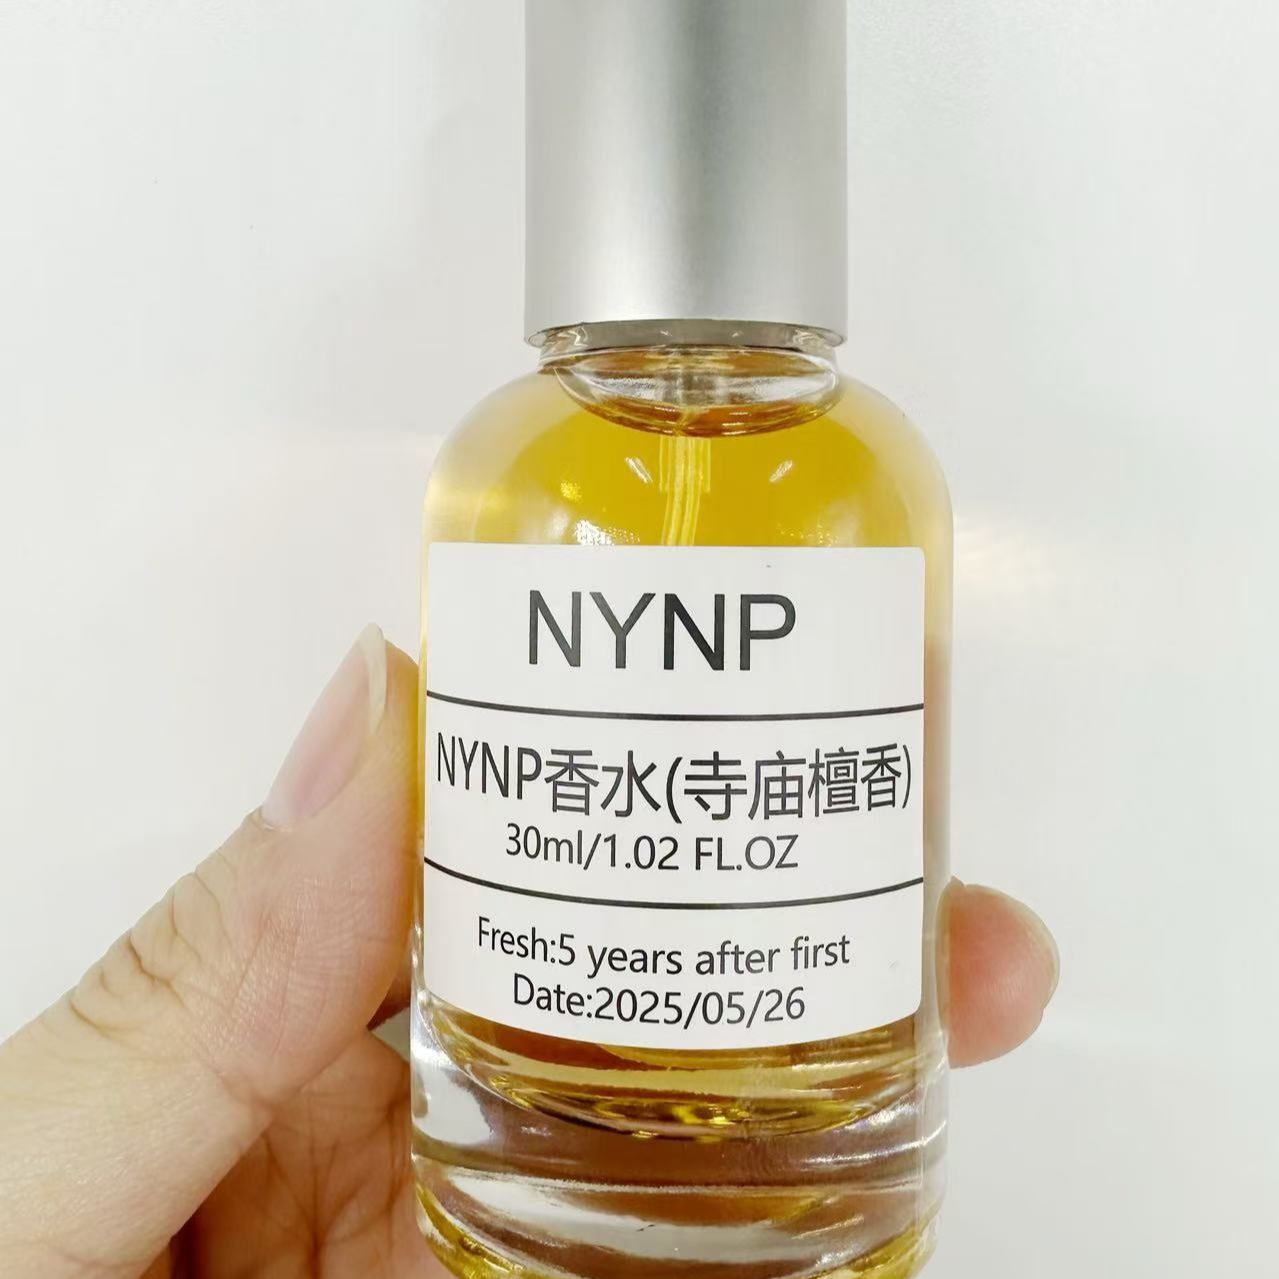 NYNP
NYNP香水(寺庙檀香)
30ml/1.02 FL.OZ
Fresh:5 years after first
Date:2025/05/26